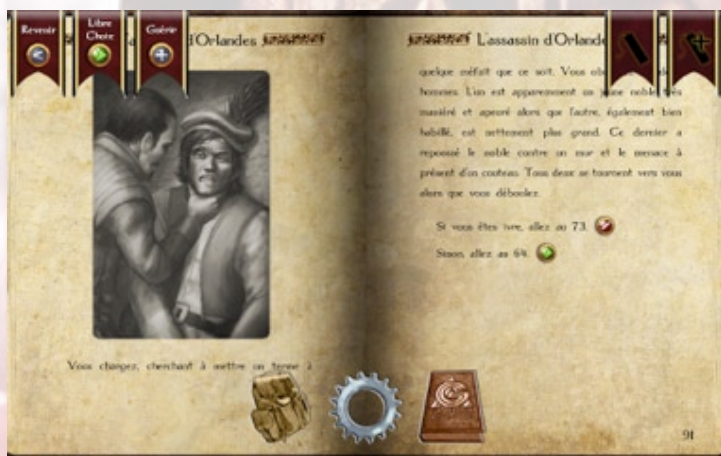 Revenir
Libre
Choix
Guérir
d'Orlandes
L'assassin d'Orlande
quelque méfait que ce soit. Vous
hommes. L'un est apparemment un jeune noble très
maniéré et apeuré alors que l'autre, également bien
habillé, est nettement plus grand. Ce dernier a
repoussé le noble contre un mur et le menace à
présent d'un couteau. Tous deux se tournent vers vous
alors que vous déboulez.
Si vous êtes ivre, allez au 73.
Sinon, allez au 64.
Vous chargez, cherchant à mettre un terme à
91